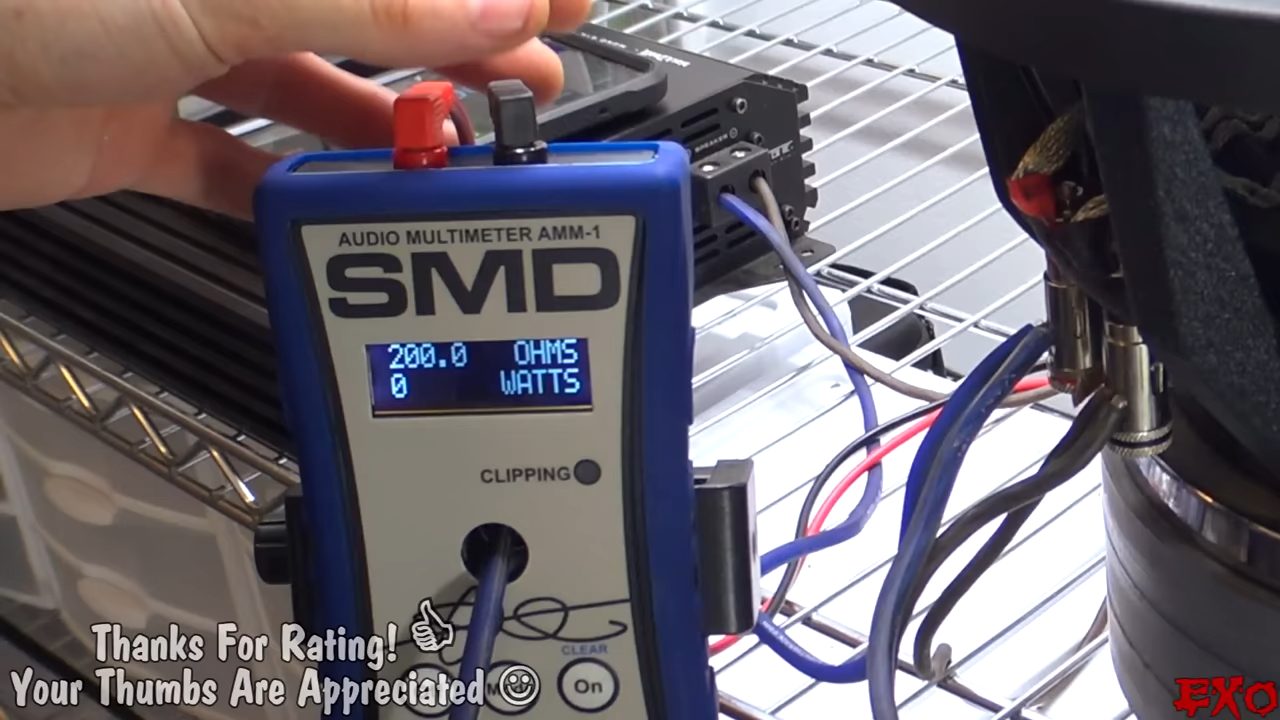 SPEAKER
AUDIO MULTIMETER AMM-1
SMD
200.0 OHMS
0 WATTS
CLIPPING
CLEAR
On
Thanks For Rating!
Your Thumbs Are Appreciated
EXO